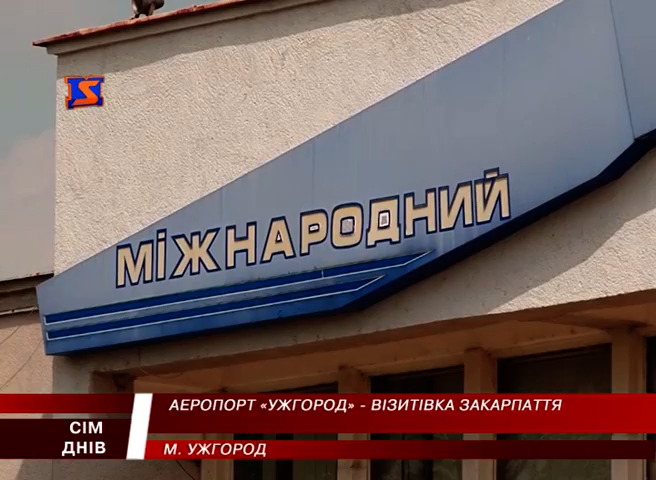 МІЖНАРОДНИЙ
АЕРОПОРТ «УЖГОРОД» - ВІЗИТІВКА ЗАКАРПАТТЯ
СІМ
ДНІВ
М. УЖГОРОД